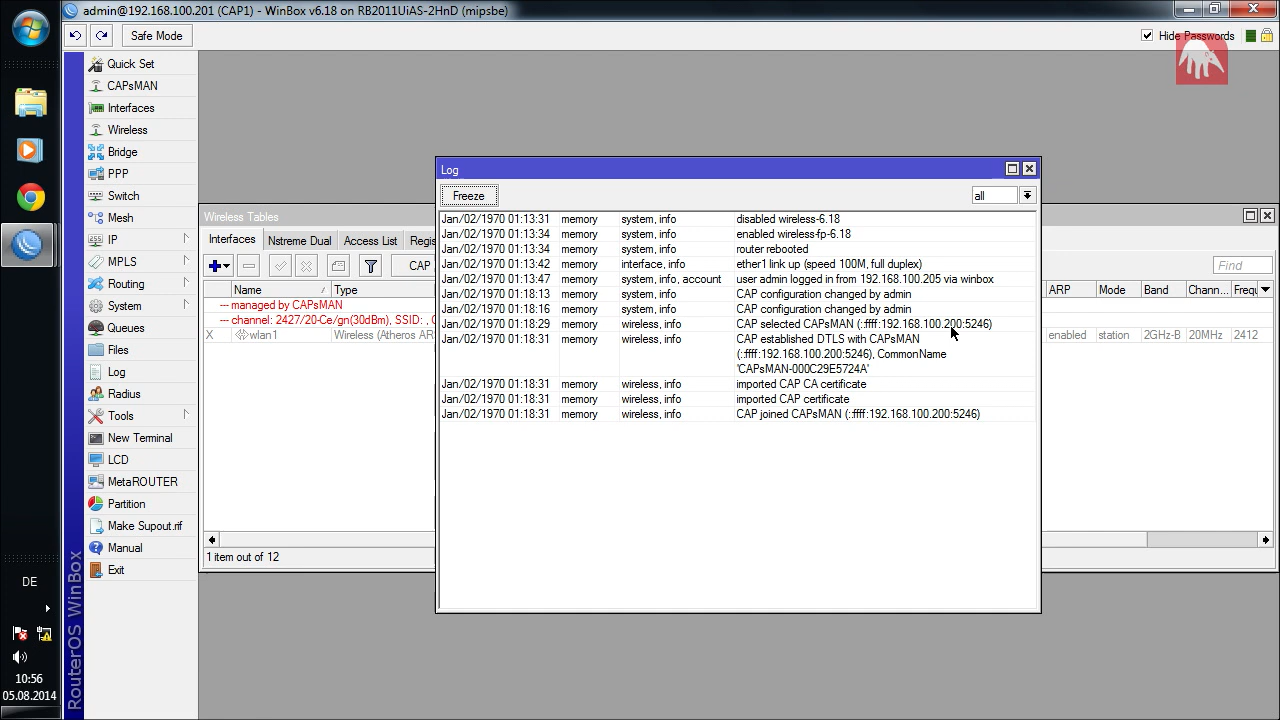 admin@192.168.100.201 (CAP1) - WinBox v6.18 on RB2011UiAS-2HnD (mipsbe)
Safe Mode
Hide Passwords
Quick Set
CAPsMAN
Interfaces
Wireless
Bridge
PPP
Switch
Mesh
IP
MPLS
Routing
System
Queues
Files
Log
Radius
Tools
New Terminal
LCD
MetaROUTER
Partition
Make Supout.rif
Manual
Exit
RouterOS WinBox
Wireless Tables
Interfaces Nstreme Dual Access List Regis
CAP
Find
Name / Type
ARP Mode Band Chann... Frequ
--- managed by CAPsMAN
--- channel: 2427/20-Ce/gn(30dBm), SSID: , C
X wlan1 Wireless (Atheros AR
enabled station 2GHz-B 20MHz 2412
1 item out of 12
Log
Freeze
all
Jan/02/1970 01:13:31 memory system, info disabled wireless-6.18
Jan/02/1970 01:13:34 memory system, info enabled wireless-fp-6.18
Jan/02/1970 01:13:34 memory system, info router rebooted
Jan/02/1970 01:13:42 memory interface, info ether1 link up (speed 100M, full duplex)
Jan/02/1970 01:13:47 memory system, info, account user admin logged in from 192.168.100.205 via winbox
Jan/02/1970 01:18:13 memory system, info CAP configuration changed by admin
Jan/02/1970 01:18:16 memory system, info CAP configuration changed by admin
Jan/02/1970 01:18:29 memory wireless, info CAP selected CAPsMAN (::ffff:192.168.100.200:5246)
Jan/02/1970 01:18:31 memory wireless, info CAP established DTLS with CAPsMAN
(::ffff:192.168.100.200:5246), CommonName
'CAPsMAN-000C29E5724A'
Jan/02/1970 01:18:31 memory wireless, info imported CAP CA certificate
Jan/02/1970 01:18:31 memory wireless, info imported CAP certificate
Jan/02/1970 01:18:31 memory wireless, info CAP joined CAPsMAN (::ffff:192.168.100.200:5246)
DE
10:56
05.08.2014